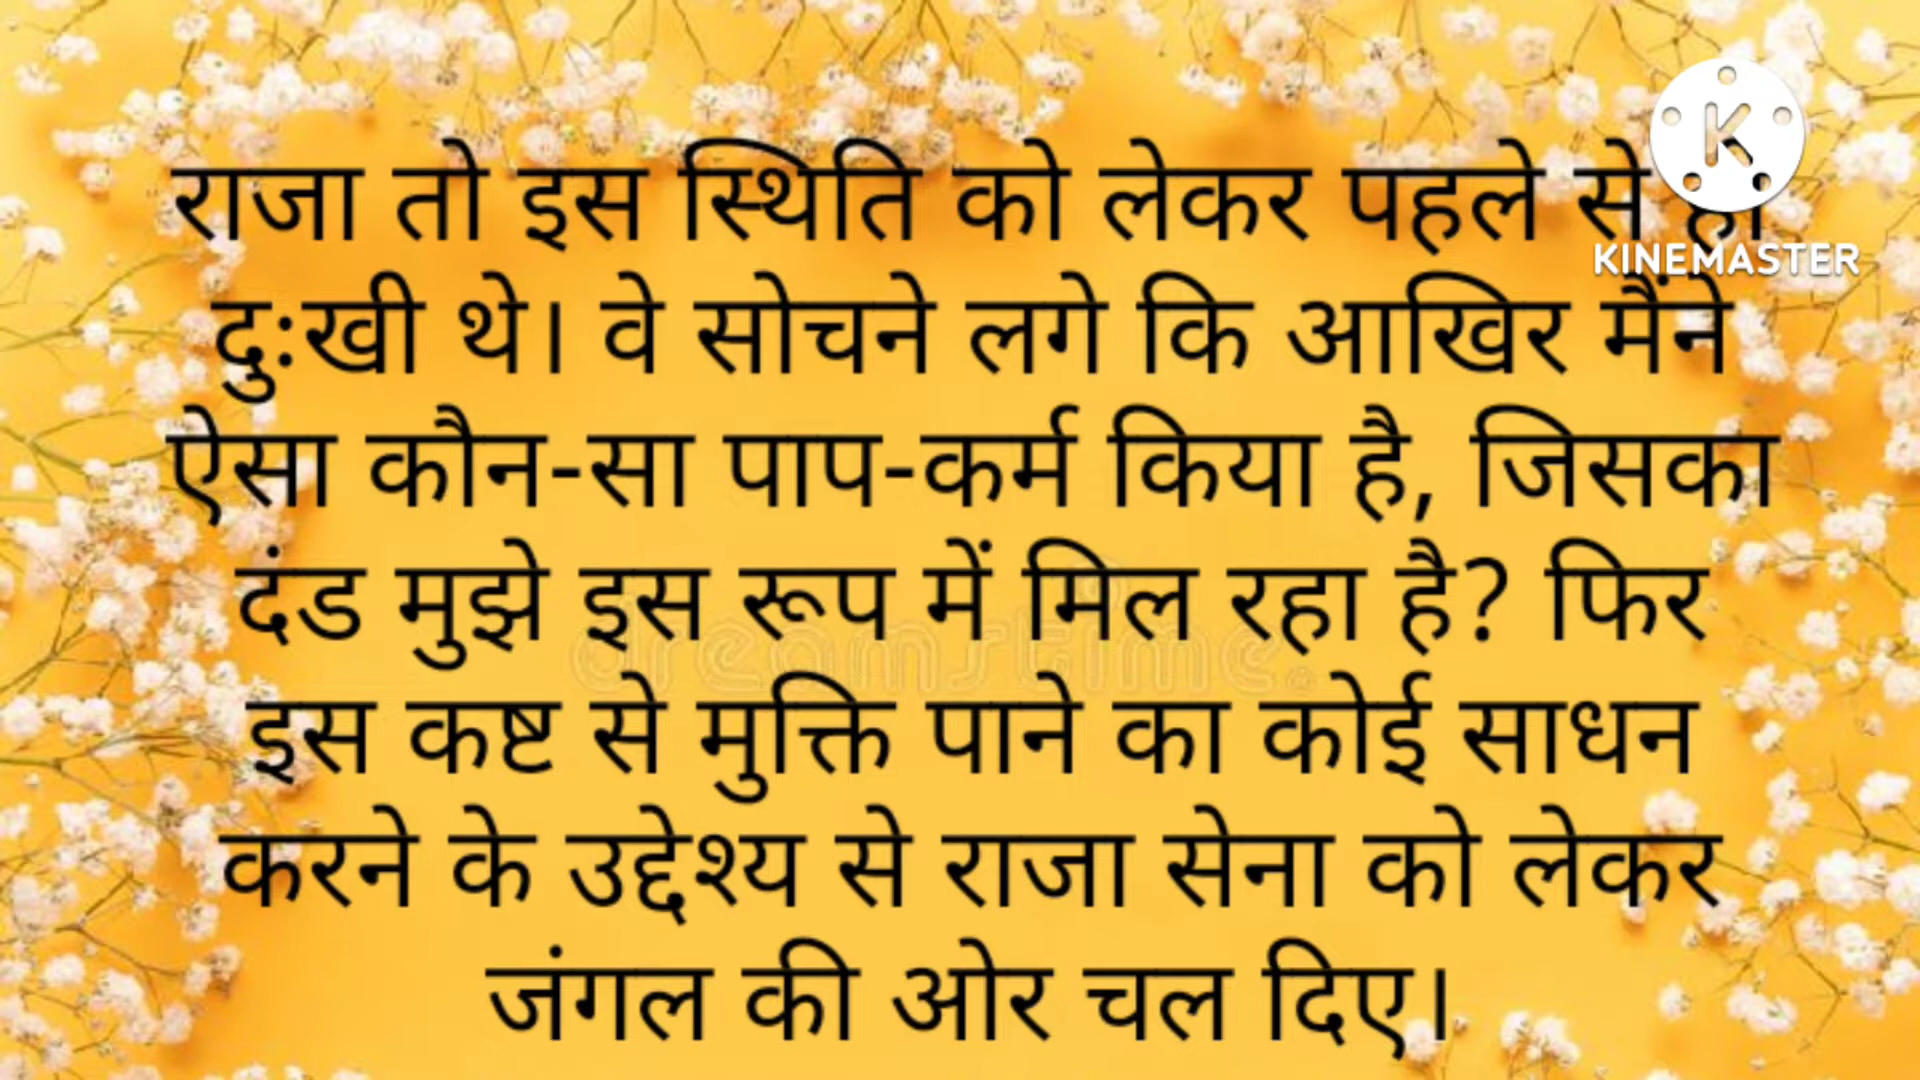 राजा तो इस स्थिति को लेकर पहले से ही
KINEMASTER
दुःखी थे। वे सोचने लगे कि आखिर मैंने
ऐसा कौन-सा पाप-कर्म किया है, जिसका
दंड मुझे इस रूप में मिल रहा है? फिर
dreamstime.
इस कष्ट से मुक्ति पाने का कोई साधन
करने के उद्देश्य से राजा सेना को लेकर
जंगल की ओर चल दिए।